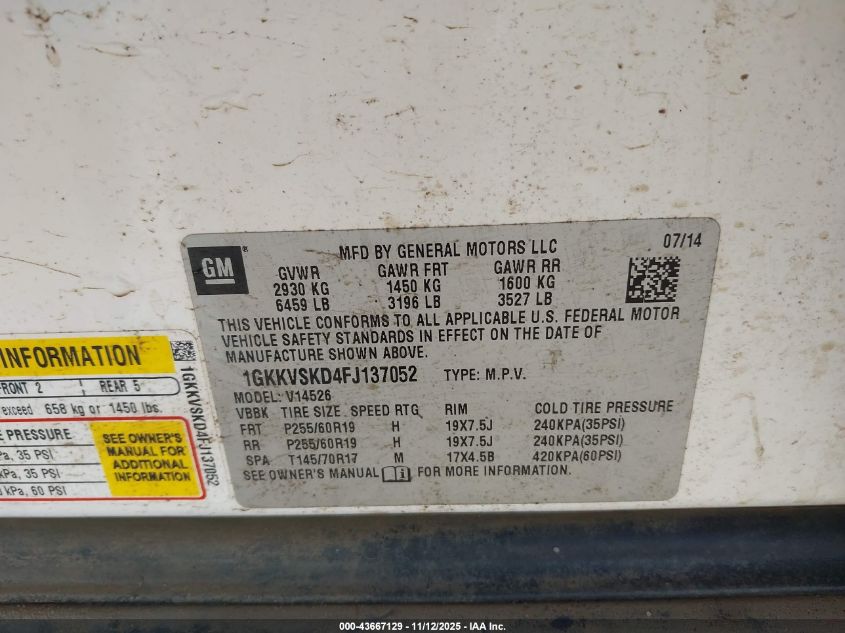 GM ®
MFD BY GENERAL MOTORS LLC 07/14
GVWR GAWR FRT GAWR RR
2930 KG 1450 KG 1600 KG
6459 LB 3196 LB 3527 LB
THIS VEHICLE CONFORMS TO ALL APPLICABLE U.S. FEDERAL MOTOR
VEHICLE SAFETY STANDARDS IN EFFECT ON THE DATE OF
MANUFACTURE SHOWN ABOVE.
1GKKVSKD4FJ137052 TYPE: M.P.V.
MODEL: V14526
VBBK TIRE SIZE SPEED RTG RIM COLD TIRE PRESSURE
FRT P255/60R19 H 19X7.5J 240KPA(35PSI)
RR P255/60R19 H 19X7.5J 240KPA(35PSI)
SPA T145/70R17 M 17X4.5B 420KPA(60PSI)
SEE OWNER'S MANUAL FOR MORE INFORMATION.
INFORMATION
FRONT 2 REAR 5
exceed 658 kg or 1450 lbs.
PRESSURE
35 PSI
kPa, 35 PSI
kPa, 60 PSI
SEE OWNER'S
MANUAL FOR
ADDITIONAL
INFORMATION
1GKKVSKD4FJ137052
000-43667129 - 11/12/2025 - IAA Inc.